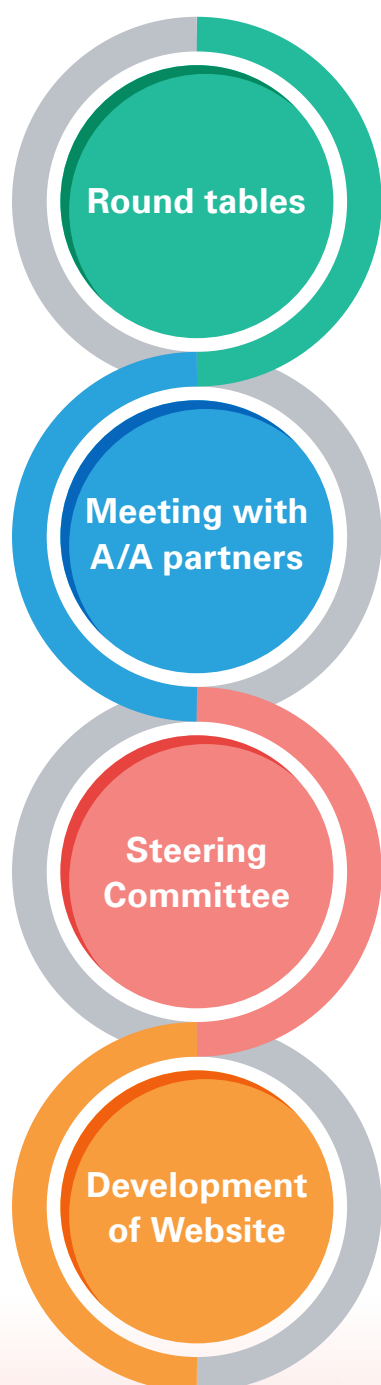 Round tables
Meeting with
A/A partners
Steering
Committee
Development
of Website